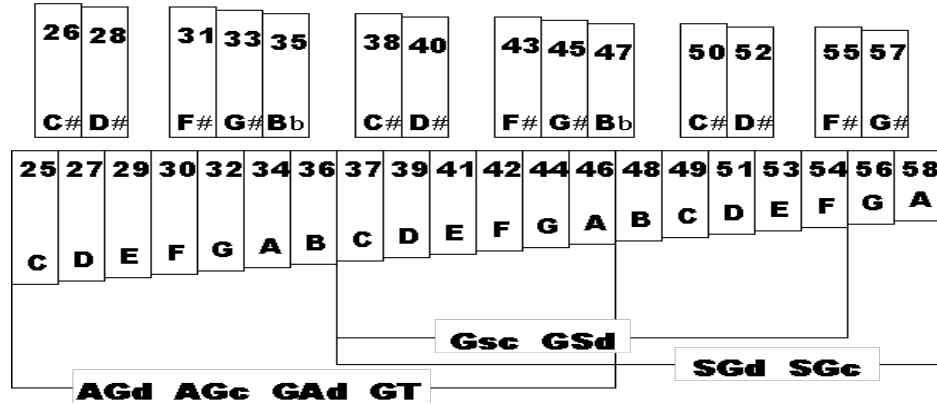 26 28 31 33 35 38 40 43 45 47 50 52 55 57
C# D# F# G# Bb C# D# F# G# Bb C# D# F# G#
25 27 29 30 32 34 36 37 39 41 42 44 46 48 49 51 53 54 56 58
C D E F G A B C D E F G A B C D E F G A
Gsc GSd
SGd SGc
AGd AGc GAd GT